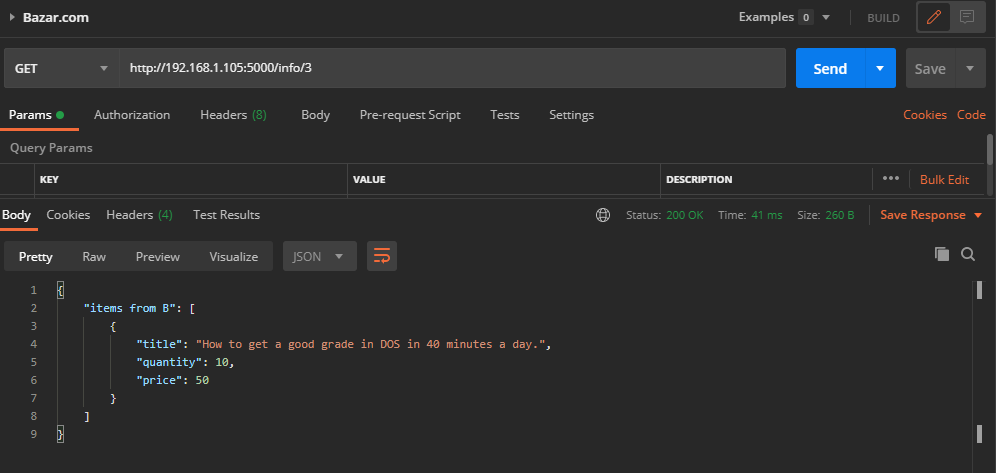 Bazar.com Examples 0 BUILD
GET http://192.168.1.105:5000/info/3 Send Save
Params Authorization Headers (8) Body Pre-request Script Tests Settings Cookies Code
Query Params
KEY VALUE DESCRIPTION ••• Bulk Edit
Body Cookies Headers (4) Test Results Status: 200 OK Time: 41 ms Size: 260 B Save Response
Pretty Raw Preview Visualize JSON
1 {
2 "items from B": [
3 {
4 "title": "How to get a good grade in DOS in 40 minutes a day.",
5 "quantity": 10,
6 "price": 50
7 }
8 ]
9 }